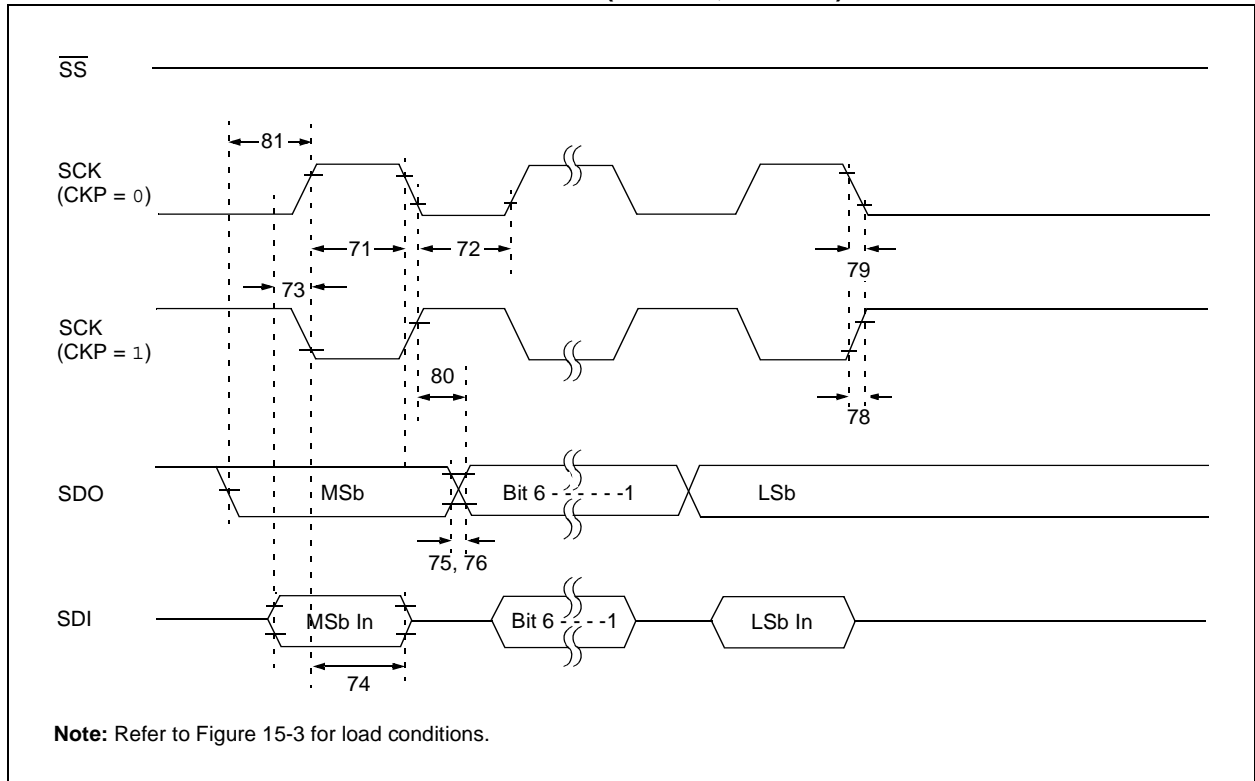 SS
81
SCK
(CKP = 0)
71
72
79
73
SCK
(CKP = 1)
80
78
SDO
MSb
Bit 6 - - - - - - -1
LSb
75, 76
SDI
MSb In
Bit 6 - - - - -1
LSb In
74
Note: Refer to Figure 15-3 for load conditions.